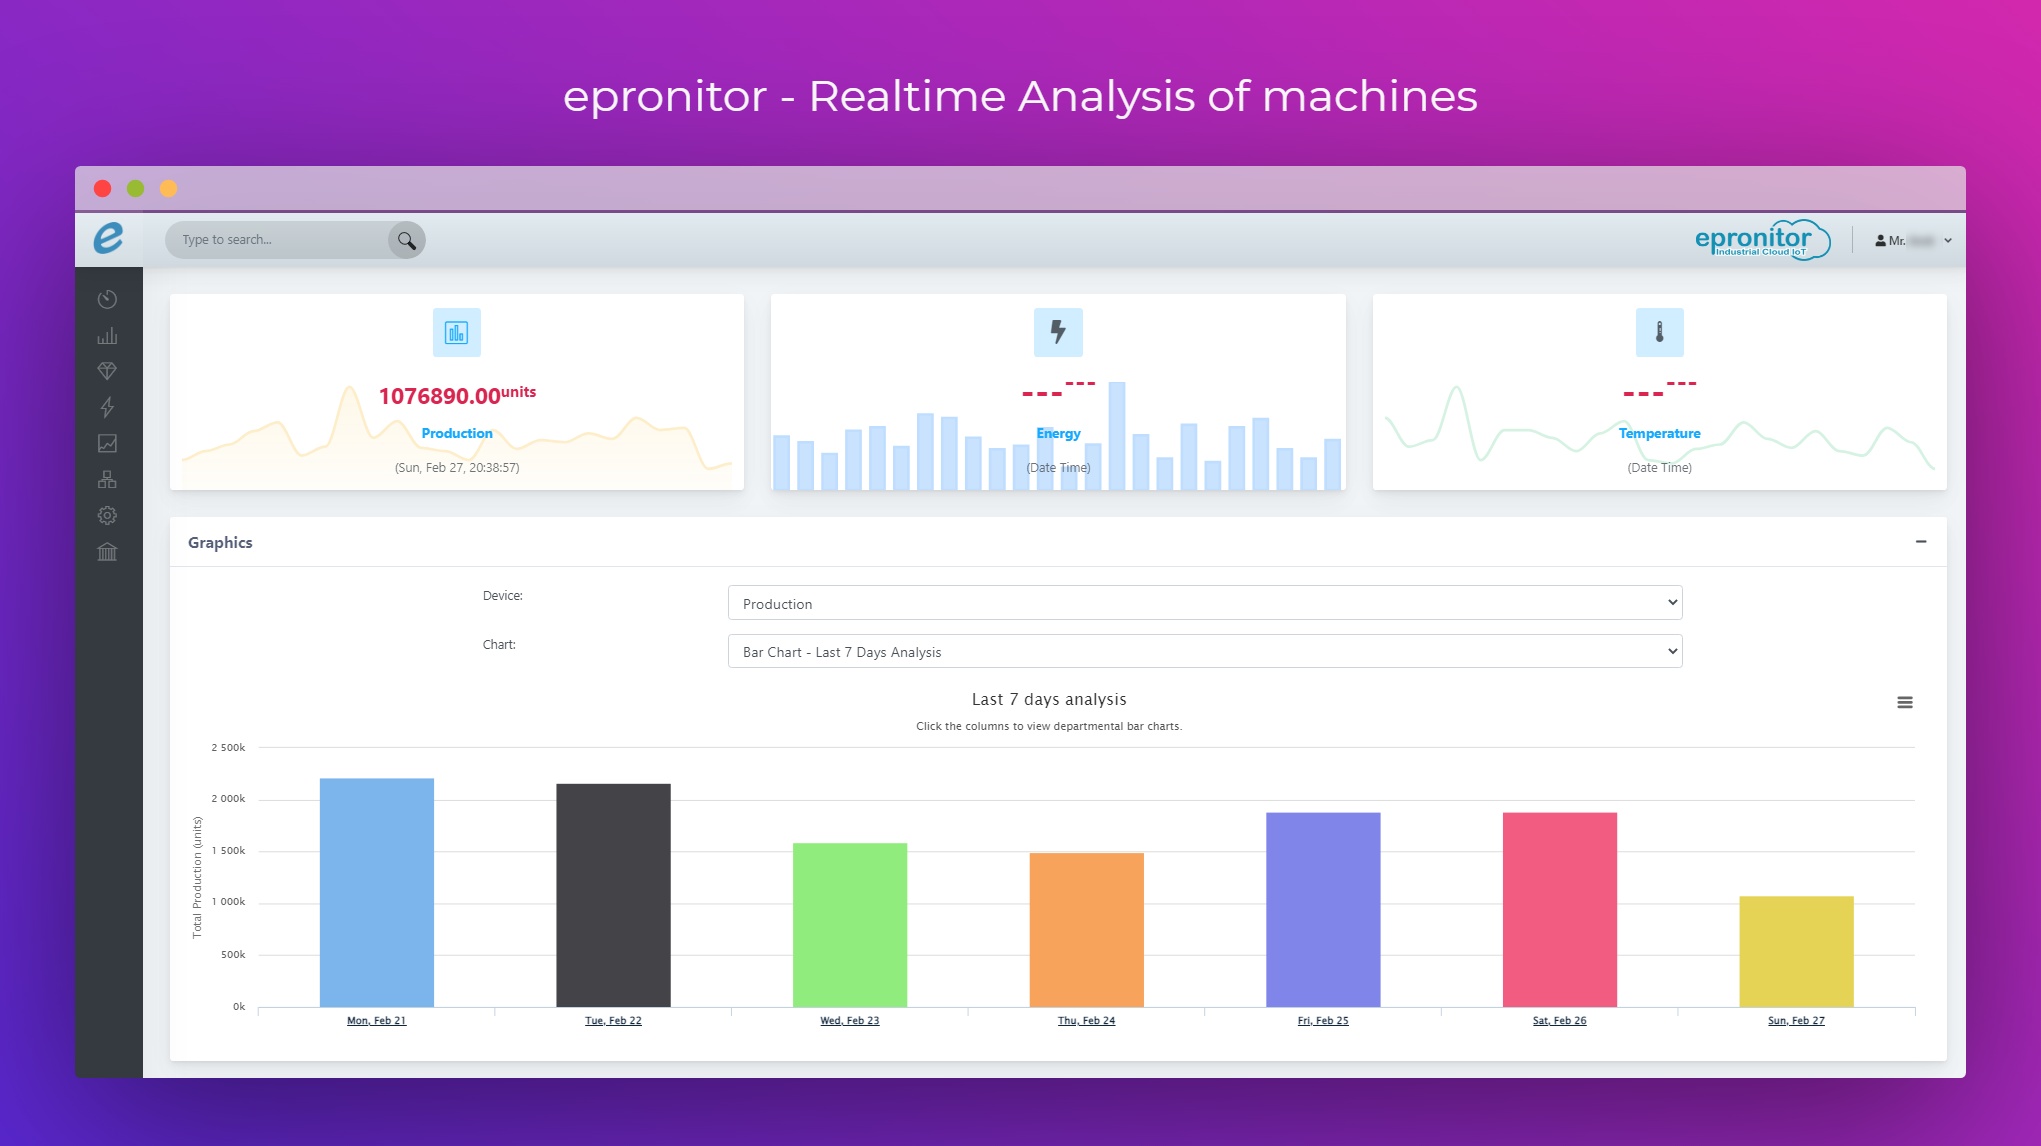 epronitor - Realtime Analysis of machines
e
Type to search...
epronitor
Industrial Cloud IoT
Mr.
1076890.00units
Production
(Sun, Feb 27, 20:38:57)
--- ---
Energy
(Date Time)
--- ---
Temperature
(Date Time)
Graphics
Device:
Production
Chart:
Bar Chart - Last 7 Days Analysis
Last 7 days analysis
Click the columns to view departmental bar charts.
Total Production (units)
2 500k
2 000k
1 500k
1 000k
500k
0k
Mon, Feb 21
Tue, Feb 22
Wed, Feb 23
Thu, Feb 24
Fri, Feb 25
Sat, Feb 26
Sun, Feb 27